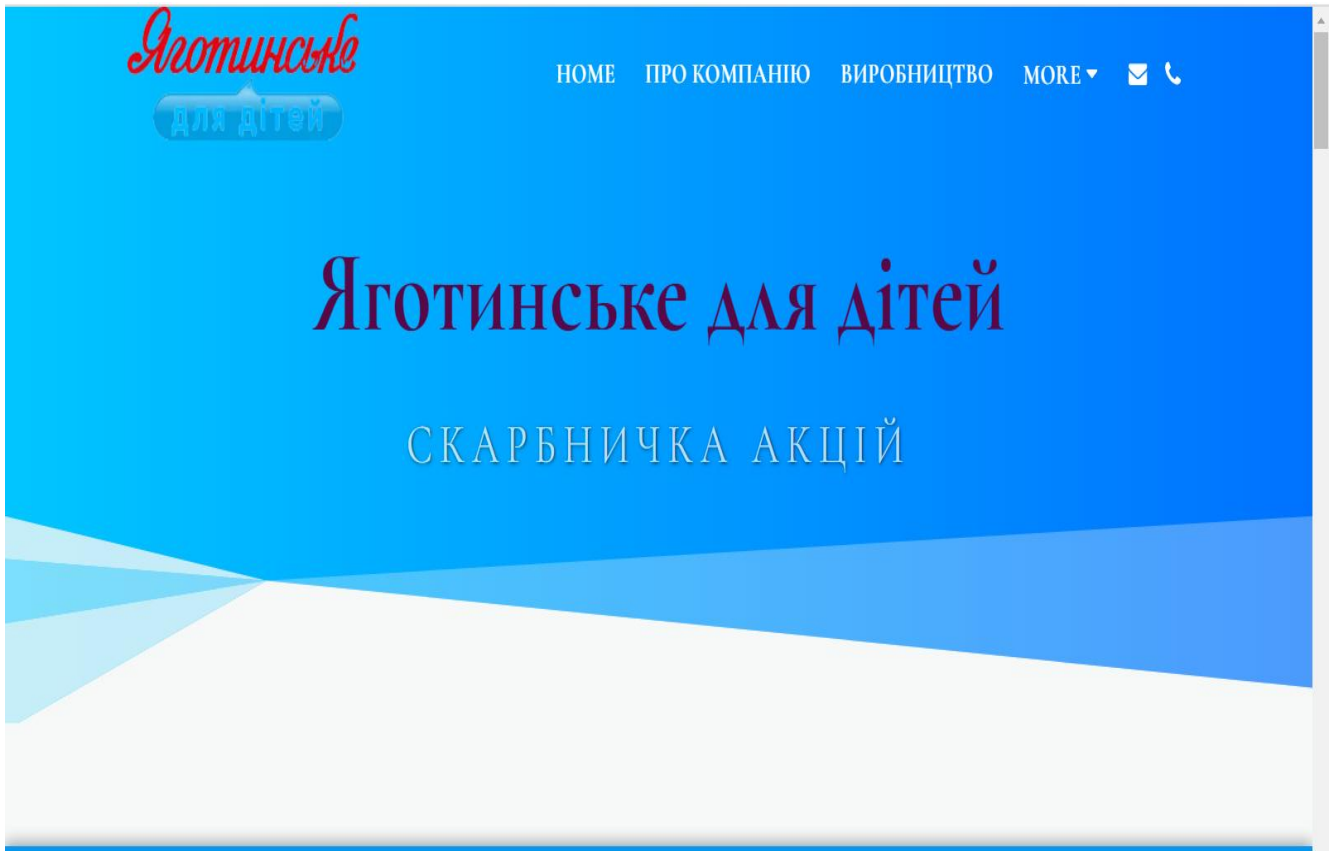 Яготинське
для дітей
HOME ПРО КОМПАНІЮ ВИРОБНИЦТВО MORE
Яготинське для дітей
СКАРБНИЧКА АКЦІЙ